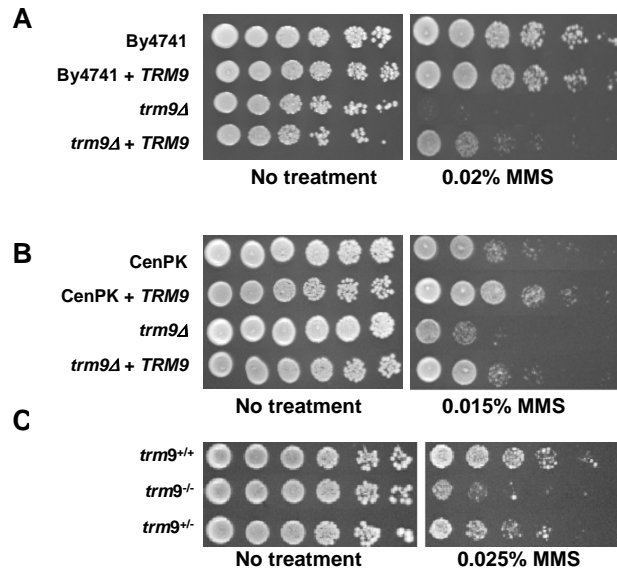 A
By4741
By4741 + TRM9
trm9Δ
trm9Δ + TRM9
No treatment 0.02% MMS
B
CenPK
CenPK + TRM9
trm9Δ
trm9Δ + TRM9
No treatment 0.015% MMS
C
trm9+/+
trm9-/-
trm9+/-
No treatment 0.025% MMS